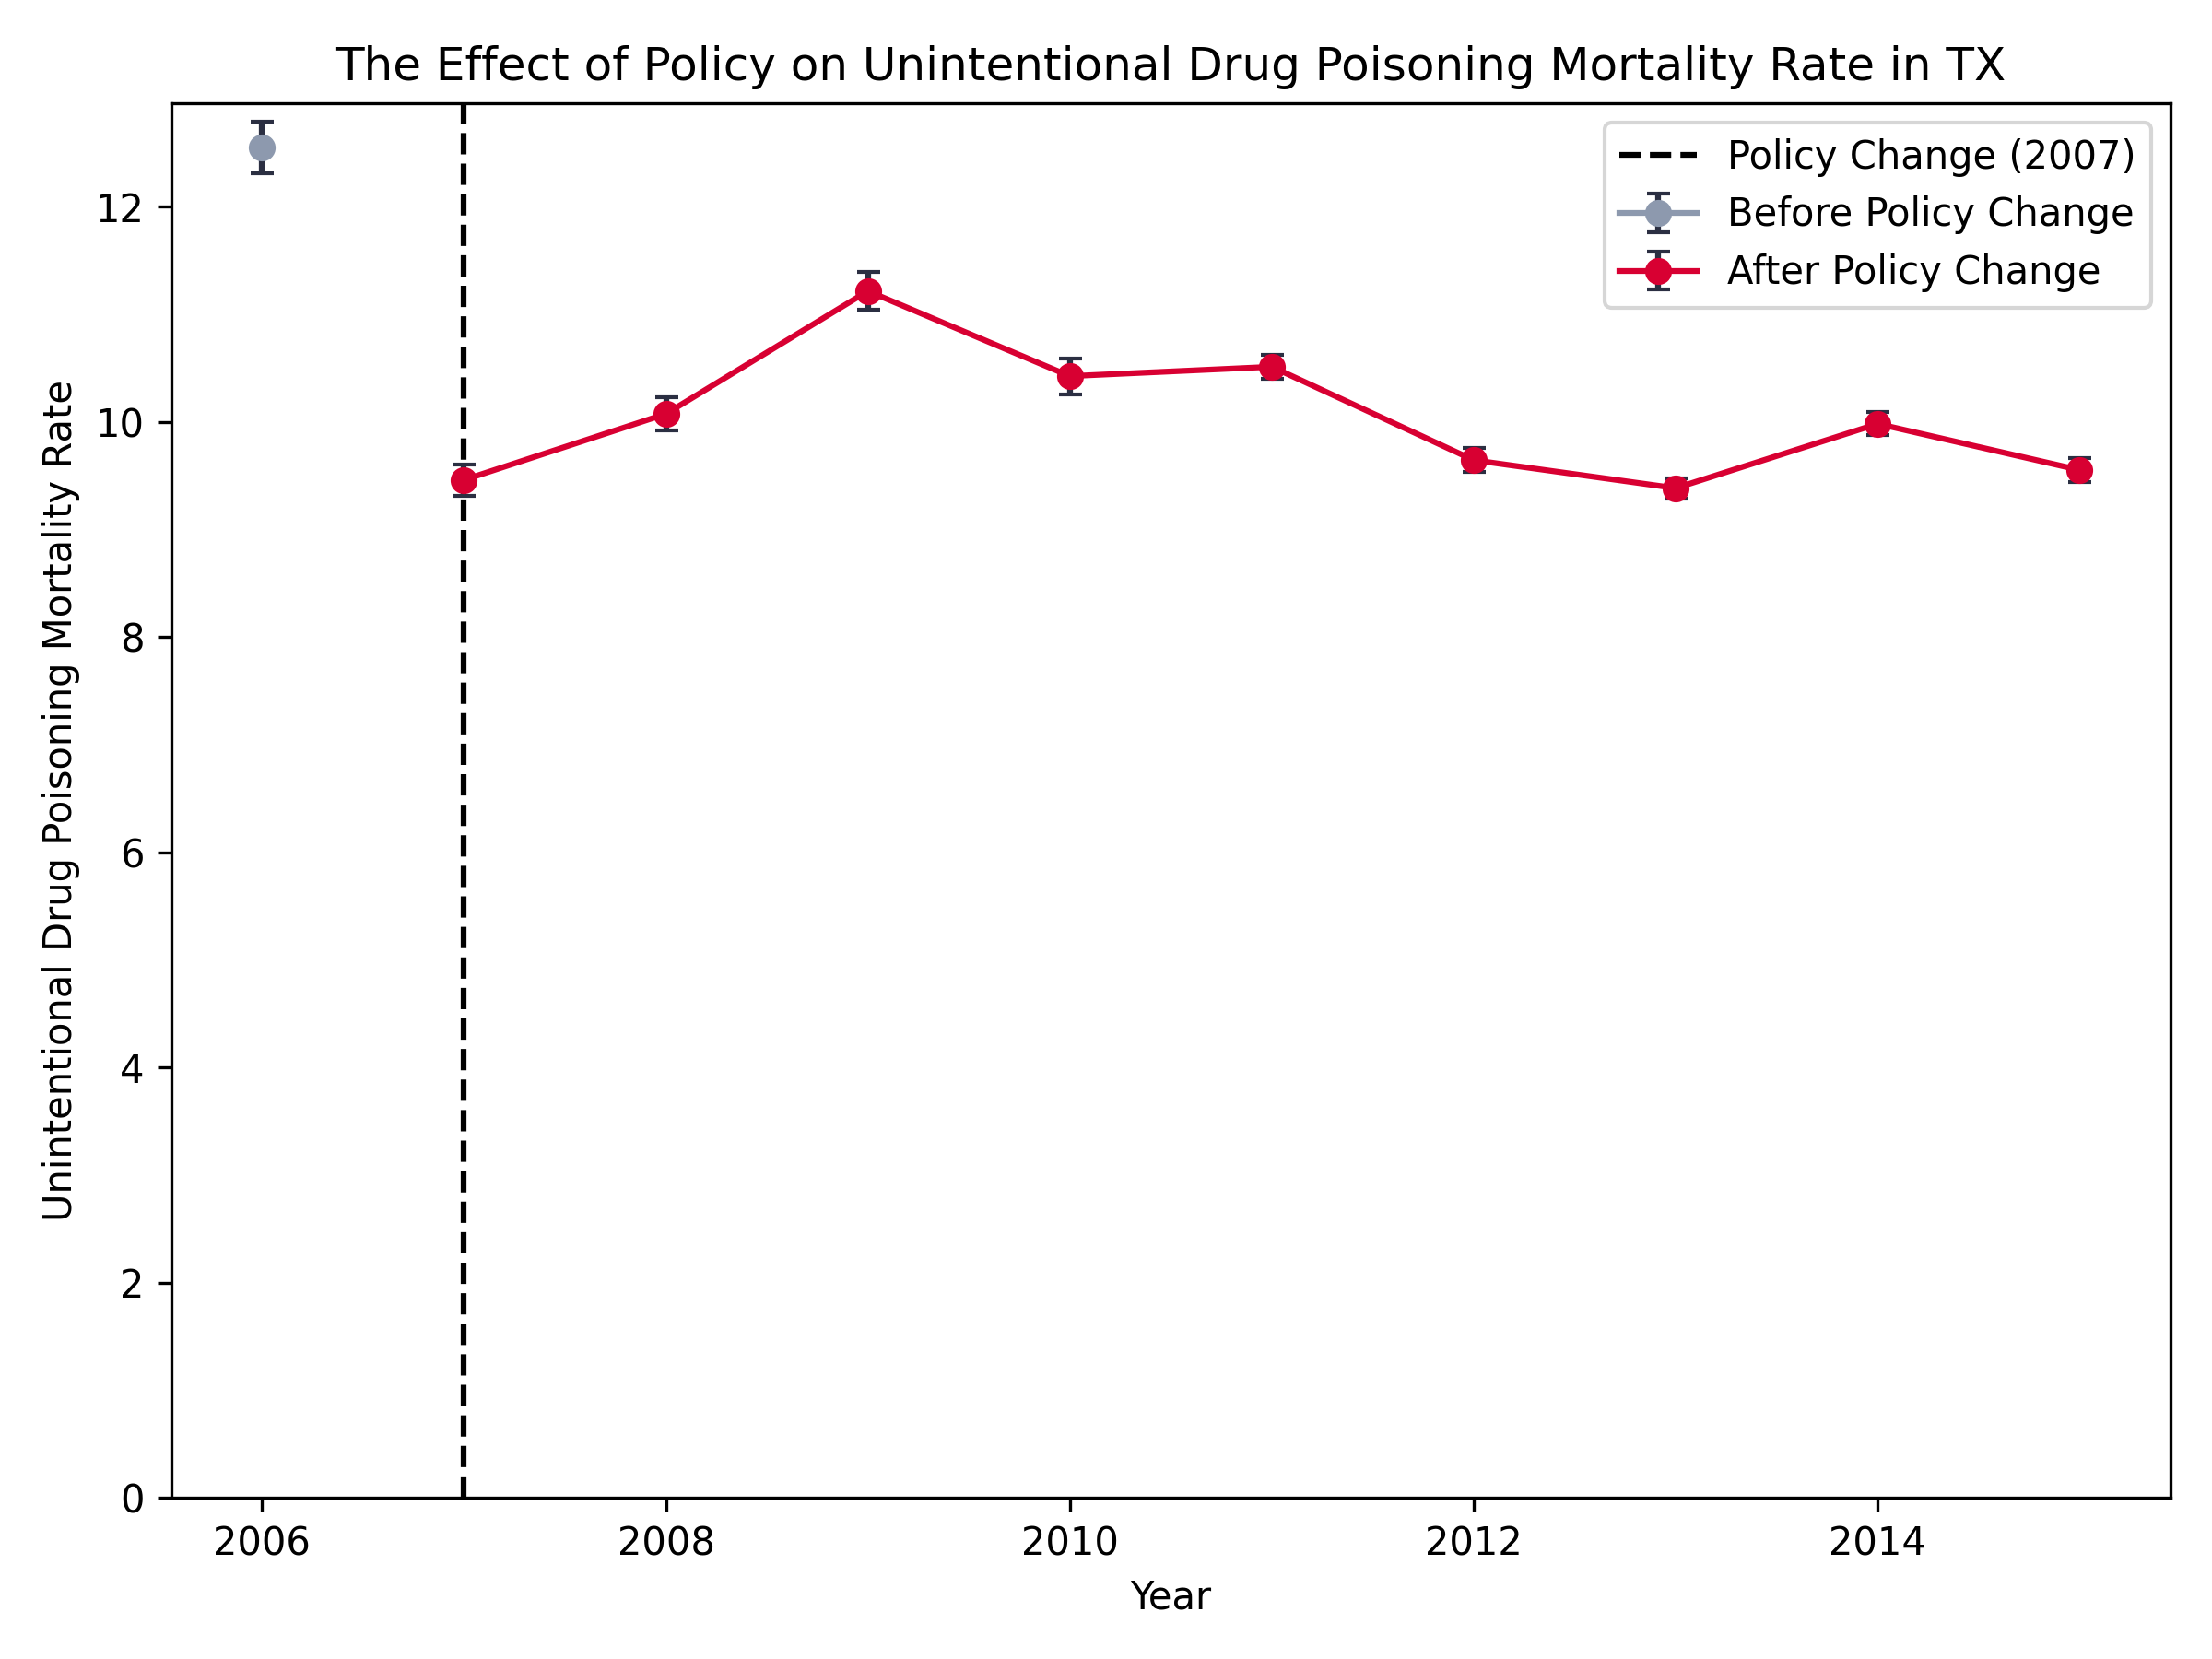 The Effect of Policy on Unintentional Drug Poisoning Mortality Rate in TX
Policy Change (2007)
Before Policy Change
After Policy Change
Unintentional Drug Poisoning Mortality Rate
12
10
8
6
4
2
0
2006
2008
2010
2012
2014
Year